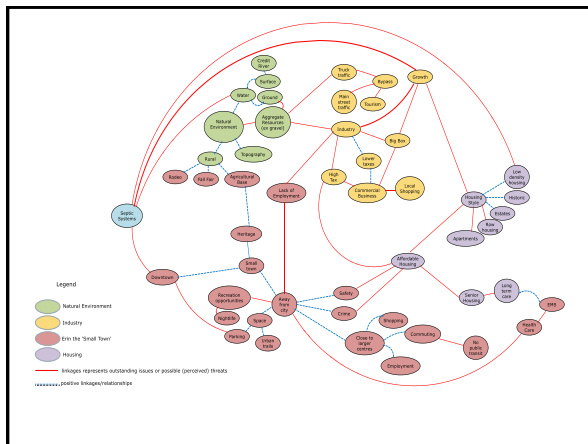 Credit
River
Surface
Water
Ground
Natural
Environment
Aggregate
Resources
(ex gravel)
Rural
Topography
Rodeo
Fall Fair
Agricultural
Base
Truck
traffic
Bypass
Growth
Main
street
traffic
Tourism
Industry
Big Box
Lower
taxes
High
Tax
Commercial
Business
Local
Shopping
Lack of
Employment
Septic
Systems
Low
density
housing
Housing
Style
Historic
Estates
Row
housing
Apartments
Heritage
Affordable
Housing
Small
town
Downtown
Recreation
opportunities
Nightlife
Space
Parking
Urban
trails
Away
from
city
Safety
Crime
Senior
Housing
Long
term
care
EMS
Health
Care
Shopping
Commuting
Close to
larger
centres
No
public
transit
Employment
Legend
Natural Environment
Industry
Erin the 'Small Town'
Housing
linkages represents outstanding issues or possible (perceived) threats
positive linkages/relationships